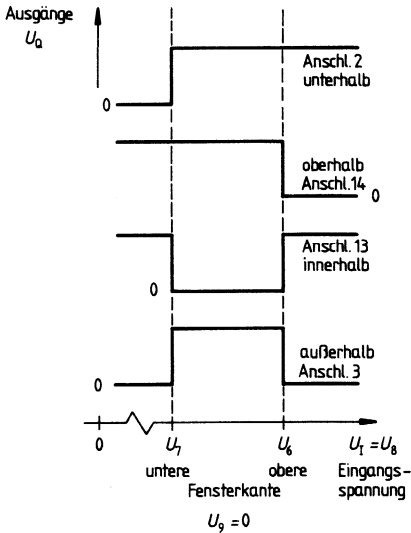 Ausgänge
U_Q
0
Anschl. 2
unterhalb
oberhalb
Anschl. 14
0
Anschl. 13
innerhalb
0
außerhalb
Anschl. 3
0
0 U_7 U_6 U_I = U_8
untere obere Eingangs-
Fensterkante spannung
U_9 = 0